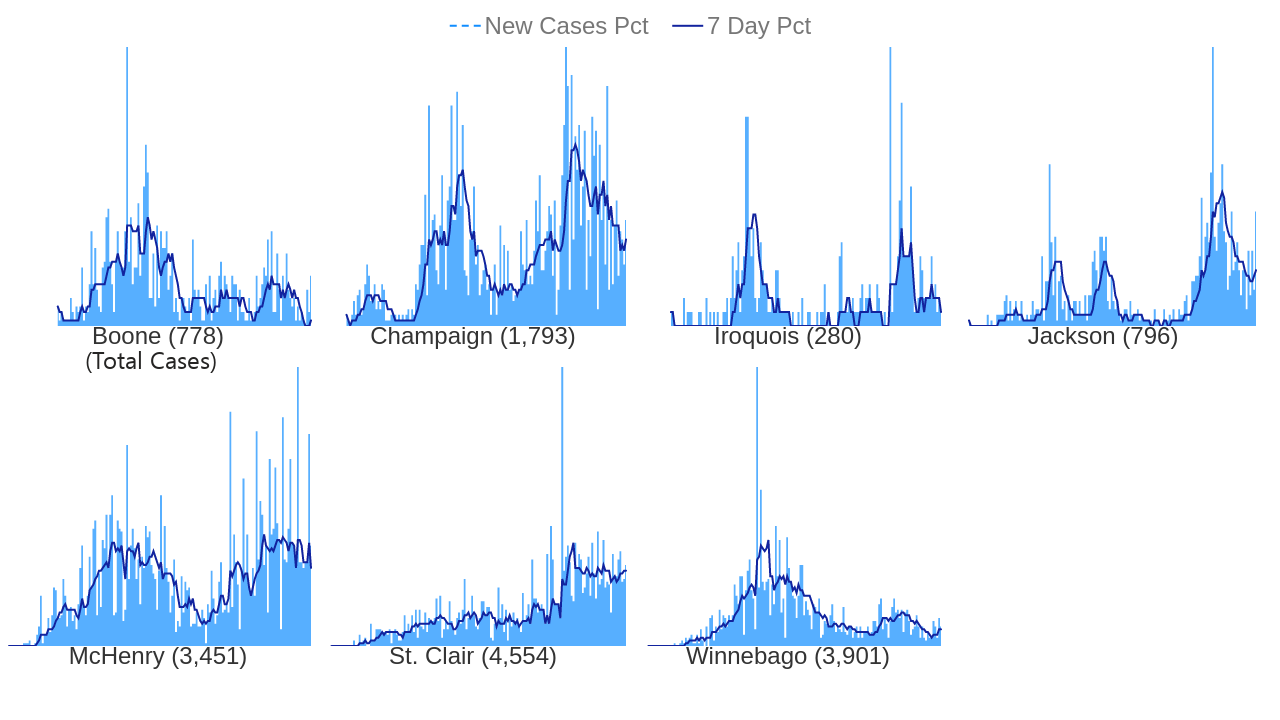 New Cases Pct 7 Day Pct
Boone (778) Champaign (1,793) Iroquois (280) Jackson (796)
(Total Cases)
McHenry (3,451) St. Clair (4,554) Winnebago (3,901)